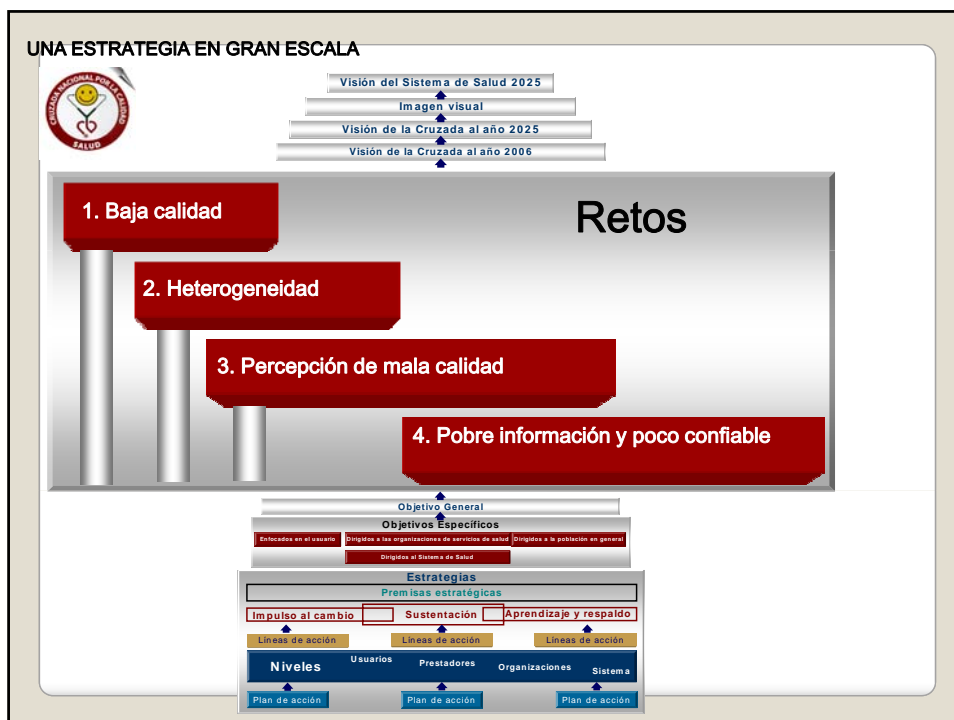 UNA ESTRATEGIA EN GRAN ESCALA
CRUZADA NACIONAL POR LA CALIDAD
SALUD
Visión del Sistema de Salud 2025
Imagen visual
Visión de la Cruzada al año 2025
Visión de la Cruzada al año 2006
Retos
1. Baja calidad
2. Heterogeneidad
3. Percepción de mala calidad
4. Pobre información y poco confiable
Objetivo General
Objetivos Específicos
Enfocados en el usuario
Dirigidos a las organizaciones de servicios de salud
Dirigidos a la población en general
Dirigidos al Sistema de Salud
Estrategias
Premisas estratégicas
Impulso al cambio
Sustentación
Aprendizaje y respaldo
Líneas de acción
Líneas de acción
Líneas de acción
Niveles
Usuarios
Prestadores
Organizaciones
Sistema
Plan de acción
Plan de acción
Plan de acción